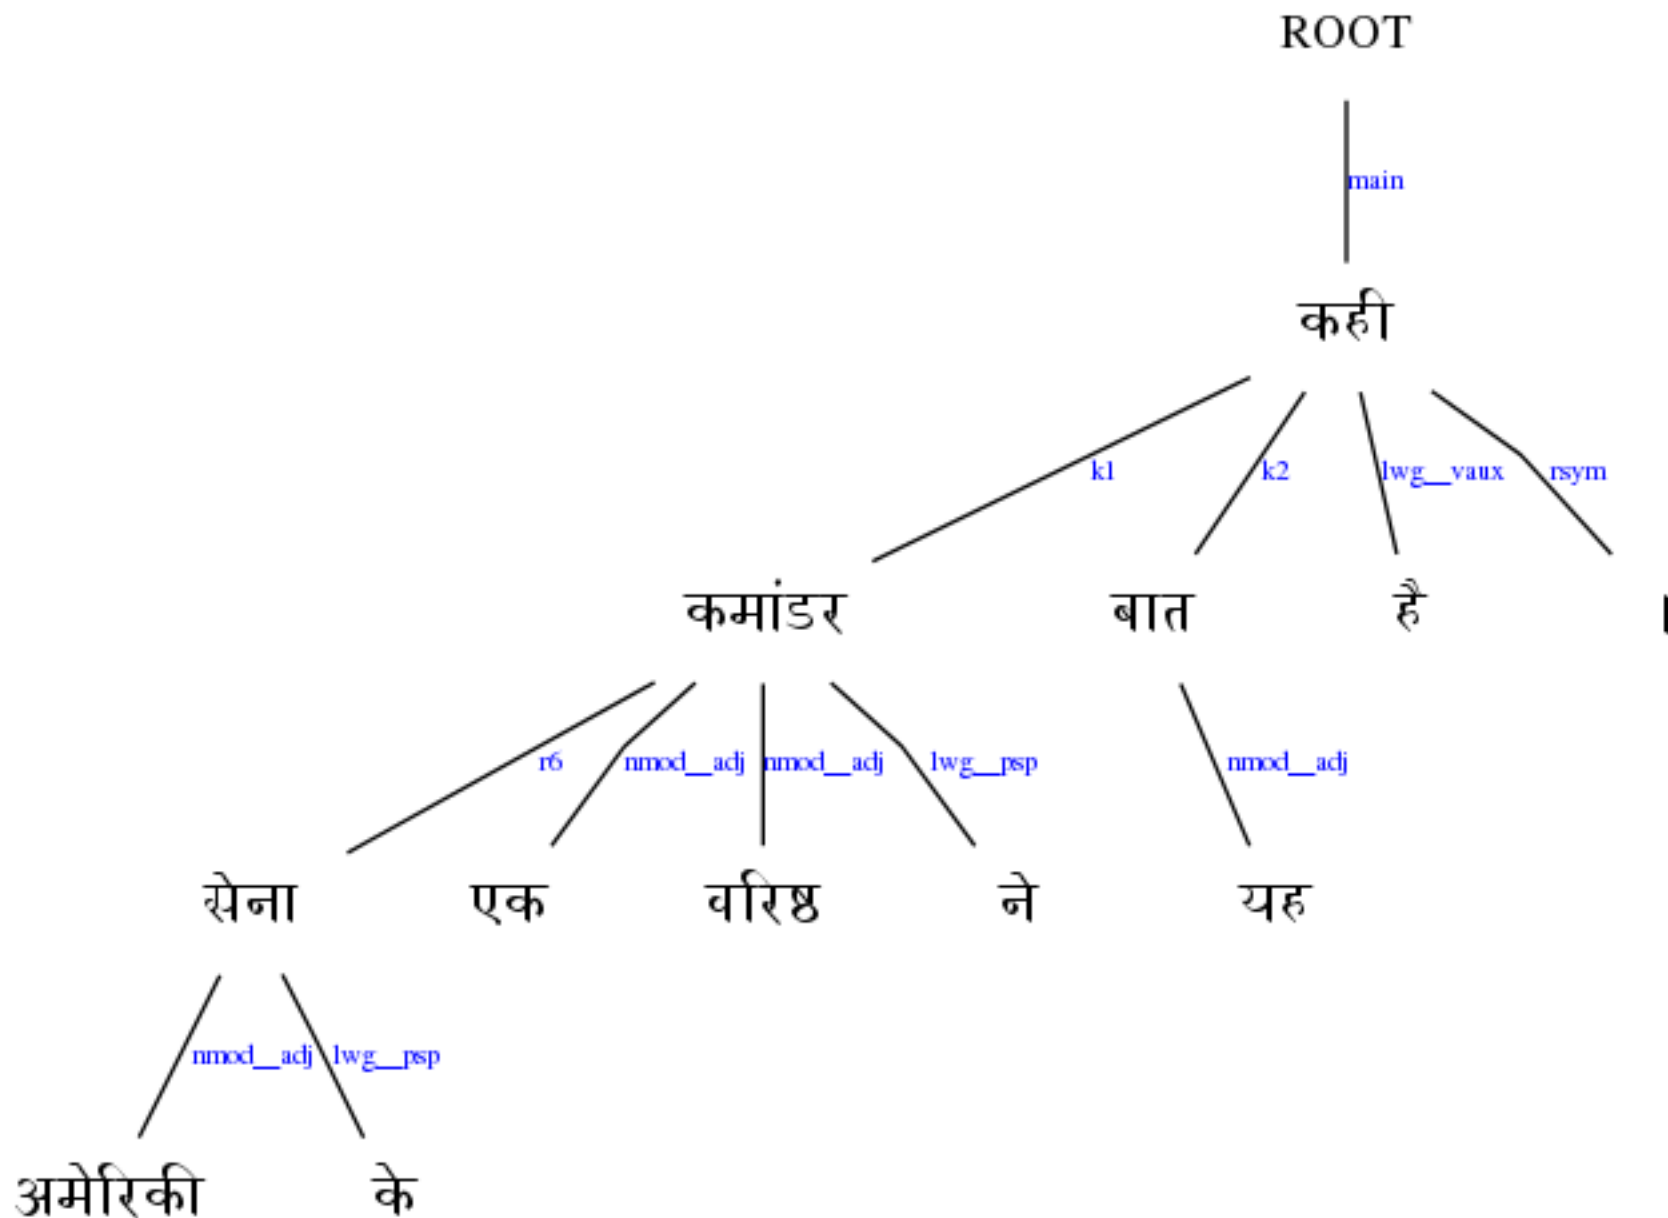 ROOT
main
कही
k1 k2 lwg__vaux rsym
कमांडर बात है ।
r6 nmod__adj nmod__adj lwg__psp nmod__adj
सेना एक वरिष्ठ ने यह
nmod__adj lwg__psp
अमेरिकी के